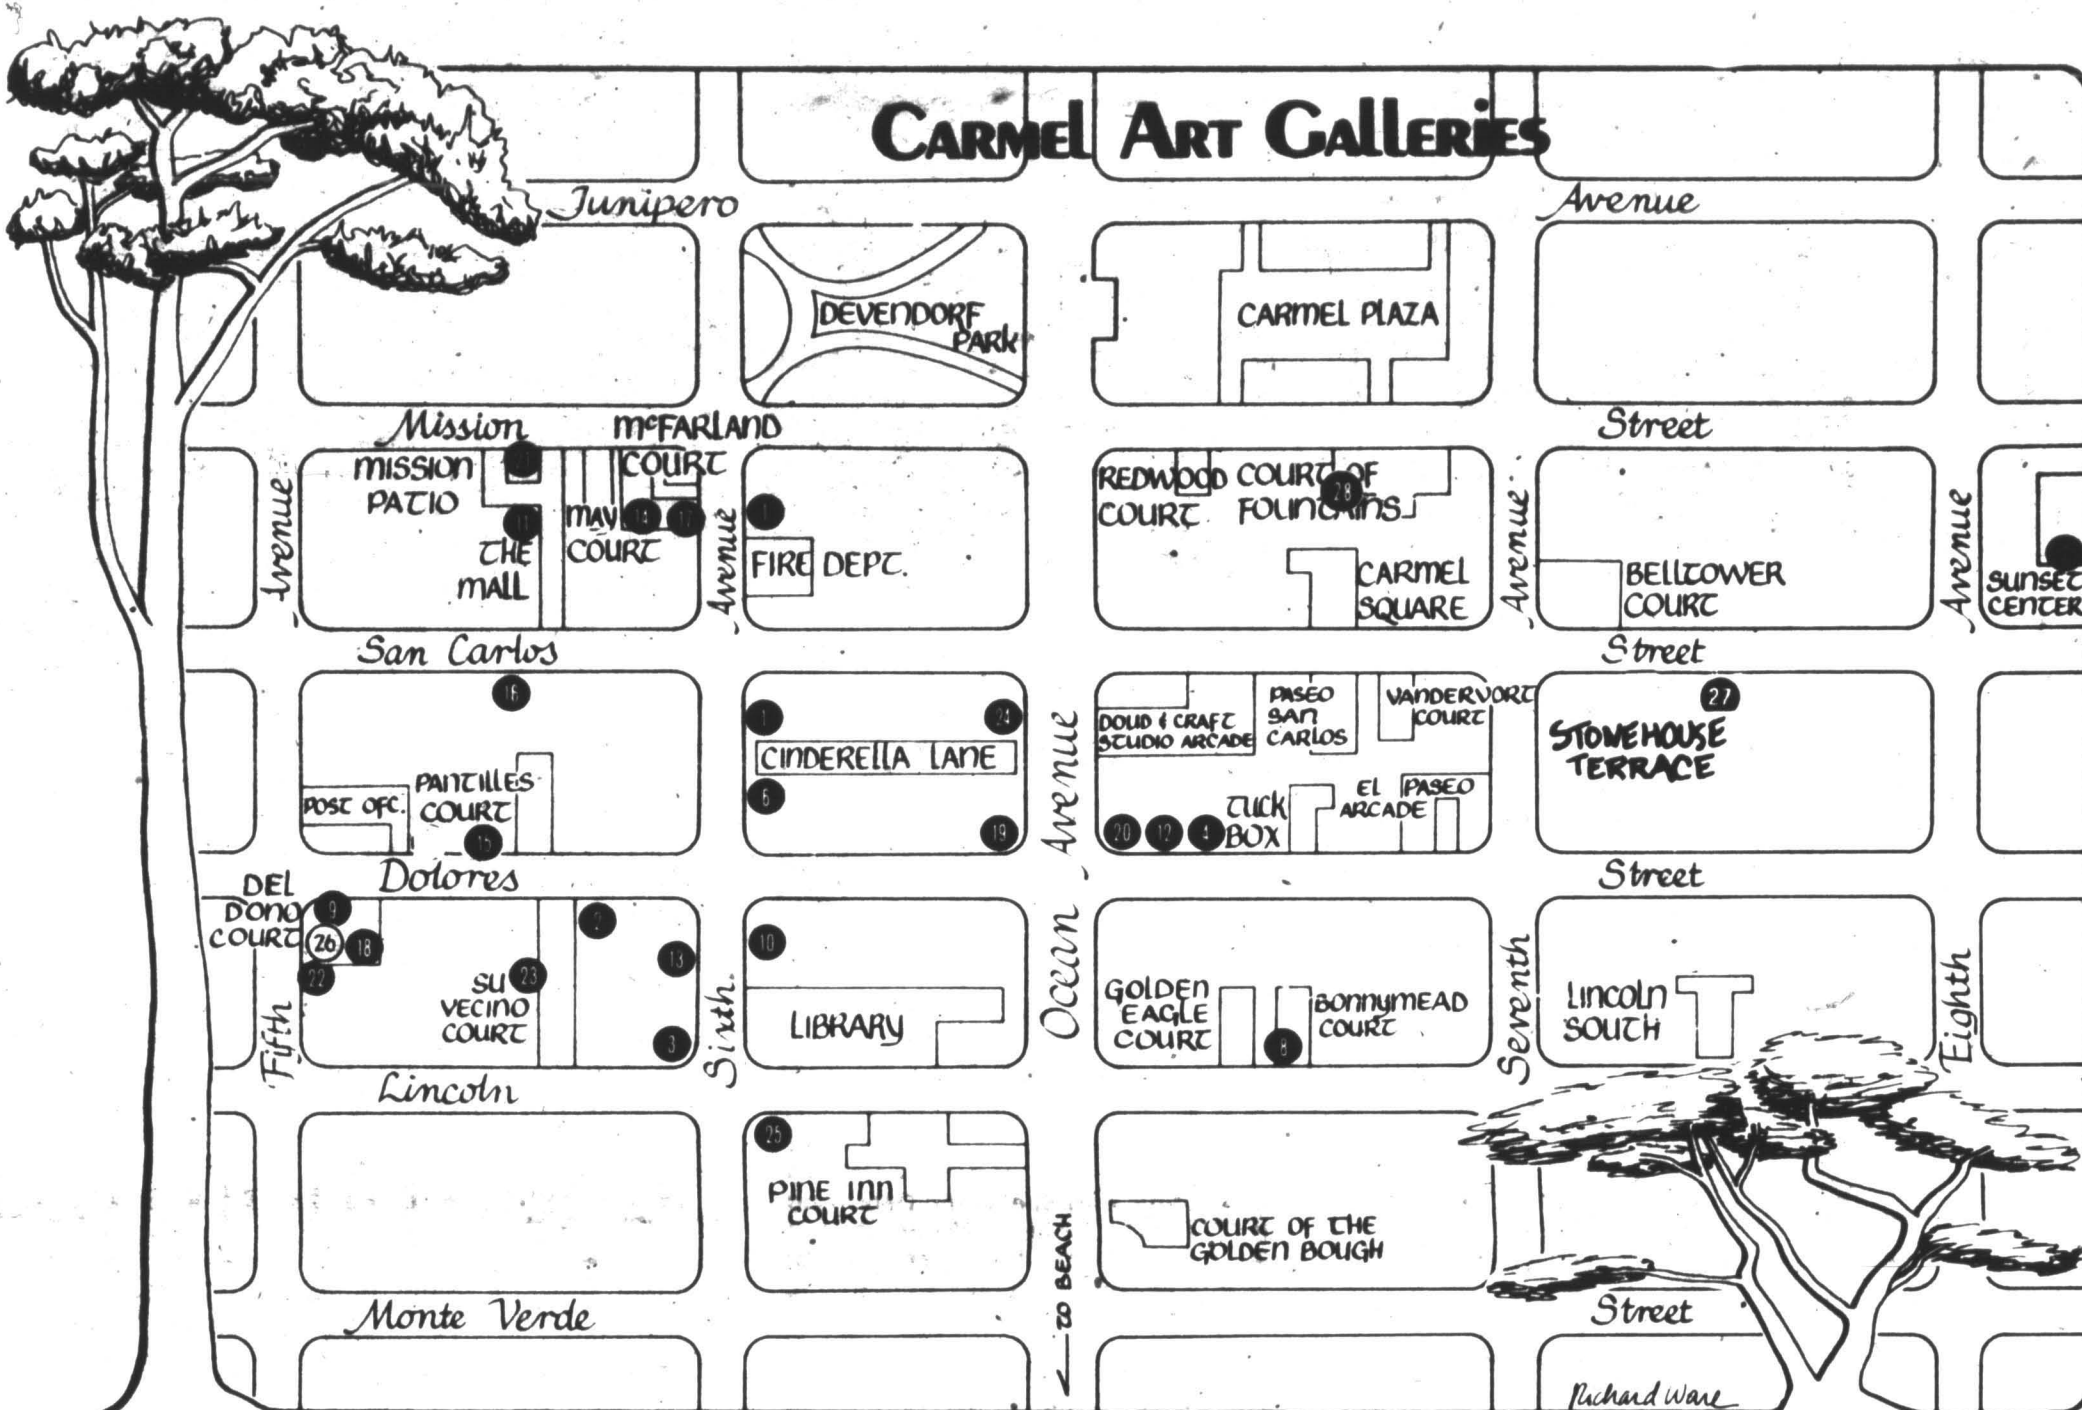 CARMEL ART GALLERIES
Junipero Avenue
DEVENDORF
PARK
CARMEL PLAZA
Mission Street
McFARLAND
COURT
MISSION
PATIO
11
THE
MALL
MAY
COURT
14
17
1
FIRE DEPT.
REDWOOD
COURT
COURT OF
FOUNTAINS
28
CARMEL
SQUARE
BELLTOWER
COURT
SUNSET
CENTER
Avenue
Avenue
Avenue
Avenue
San Carlos Street
16
1
24
CINDERELLA LANE
6
19
POST OFC.
PANTILLES
COURT
15
DOUD & CRAFT
STUDIO ARCADE
PASEO
SAN
CARLOS
VANDERVORT
COURT
20
12
4
TUCK
BOX
EL PASEO
ARCADE
27
STONEHOUSE
TERRACE
Ocean Avenue
Dolores Street
DEL
DONO
COURT
9
26
18
22
SU
VECINO
COURT
23
2
13
3
10
LIBRARY
GOLDEN
EAGLE
COURT
8
BONNYMEAD
COURT
LINCOLN
SOUTH
Fifth
Sixth
Seventh
Eighth
Lincoln
25
PINE INN
COURT
TO BEACH
COURT OF THE
GOLDEN BOUGH
Monte Verde Street
Richard Ware